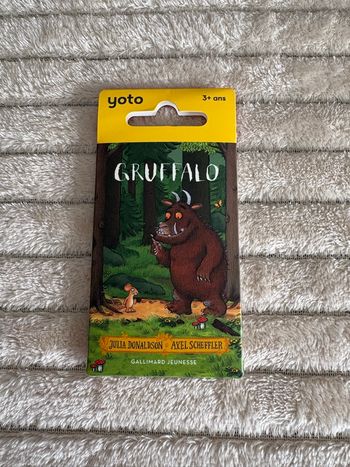 yoto
3+ ans
GRUFFALO
JULIA DONALDSON AXEL SCHEFFLER
GALLIMARD JEUNESSE